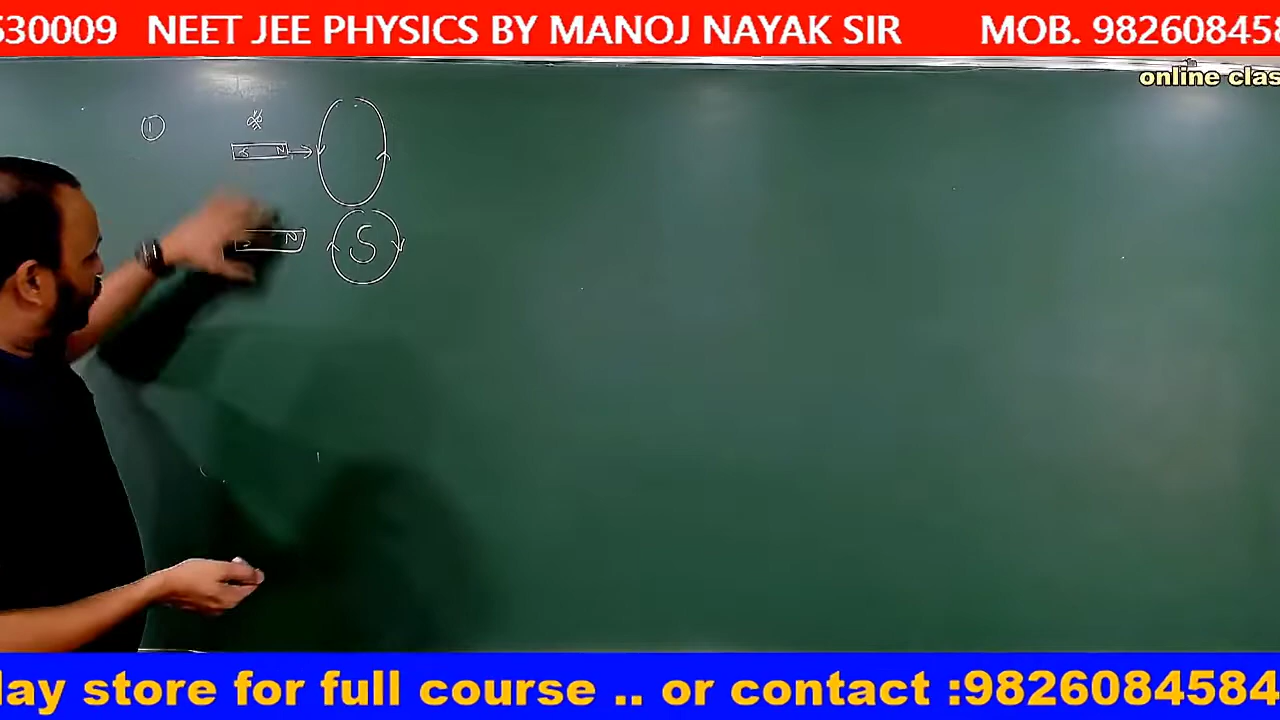 530009 NEET JEE PHYSICS BY MANOJ NAYAK SIR MOB. 982608458
online clas
1
S N
S N S
lay store for full course .. or contact :9826084584